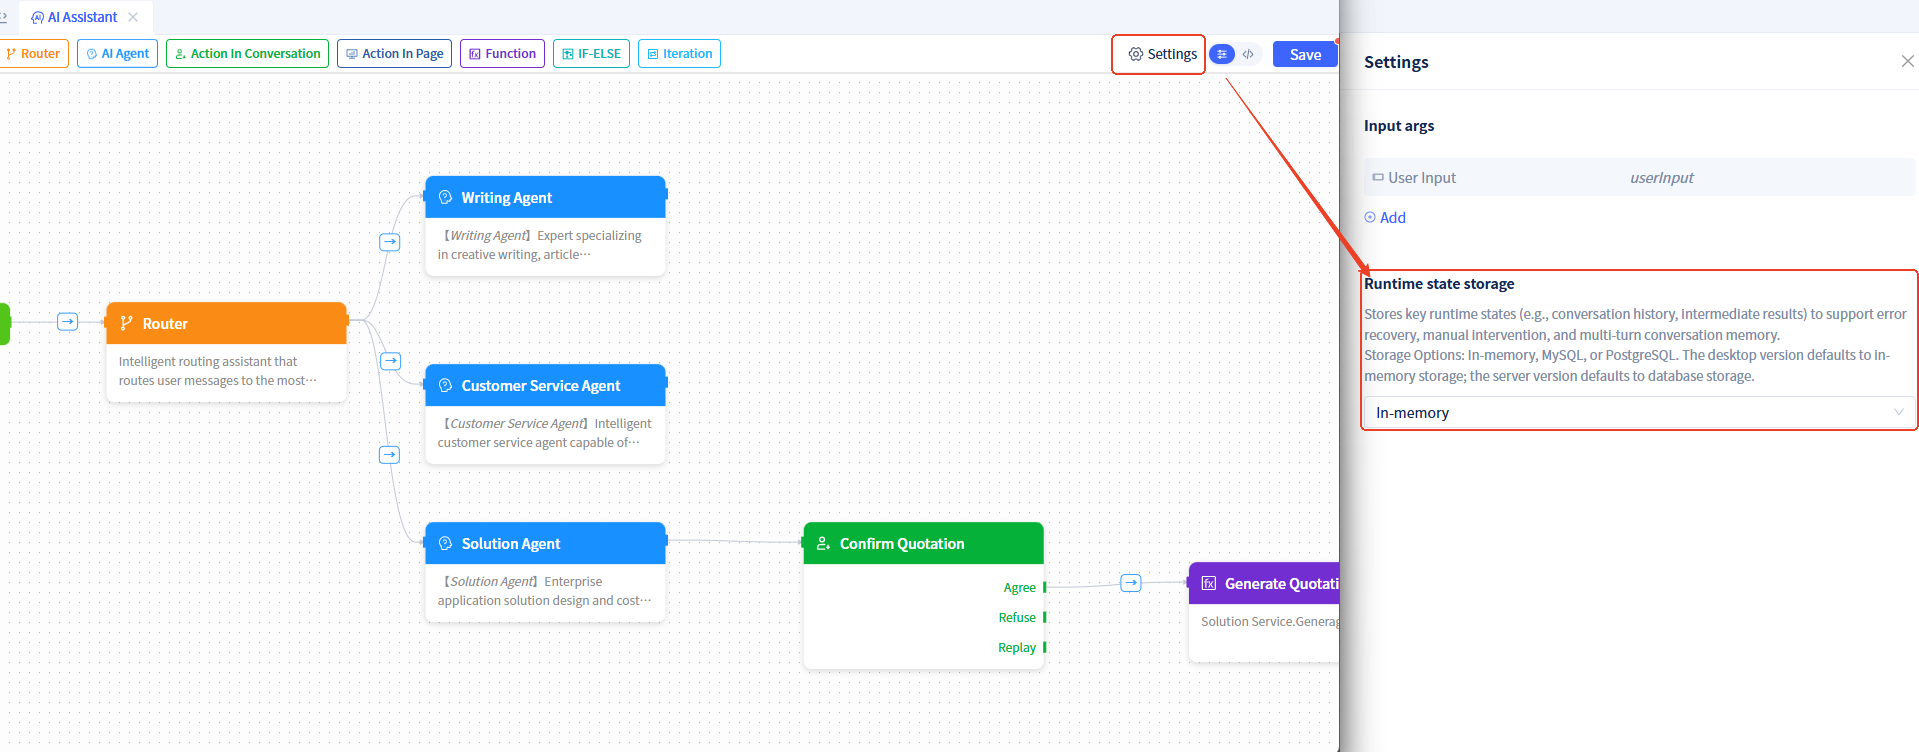 AI Assistant
Router
AI Agent
Action In Conversation
Action In Page
Function
IF-ELSE
Iteration
Settings
Save
Writing Agent
【Writing Agent】Expert specializing
in creative writing, article···
Router
Intelligent routing assistant that
routes user messages to the most···
Customer Service Agent
【Customer Service Agent】Intelligent
customer service agent capable of···
Solution Agent
【Solution Agent】Enterprise
application solution design and cost···
Confirm Quotation
Agree
Refuse
Replay
Generate Quotati
Solution Service.Generag
Settings
Input args
User Input
userInput
Add
Runtime state storage
Stores key runtime states (e.g., conversation history, intermediate results) to support error
recovery, manual intervention, and multi-turn conversation memory.
Storage Options: In-memory, MySQL, or PostgreSQL. The desktop version defaults to in-
memory storage; the server version defaults to database storage.
In-memory